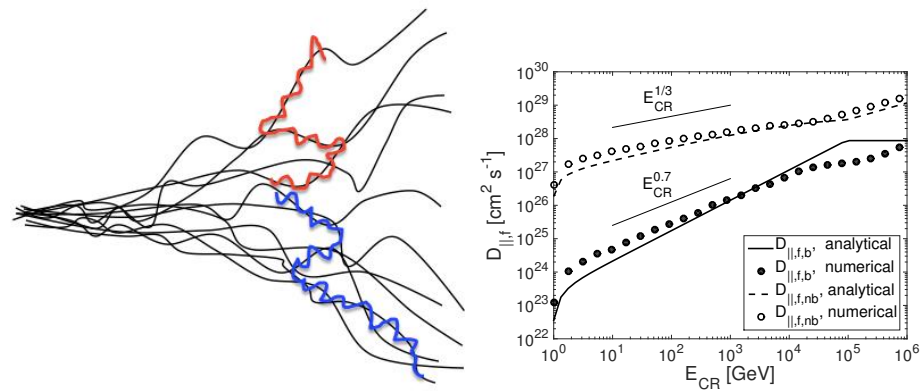 10^30
10^29
10^28
10^27
10^26
10^25
10^24
10^23
10^22
D_||,f [cm^2 s^-1]
E_CR^1/3
E_CR^0.7
D_||,f,b, analytical
D_||,f,b, numerical
D_||,f,nb, analytical
D_||,f,nb, numerical
10^0 10^1 10^2 10^3 10^4 10^5 10^6
E_CR [GeV]